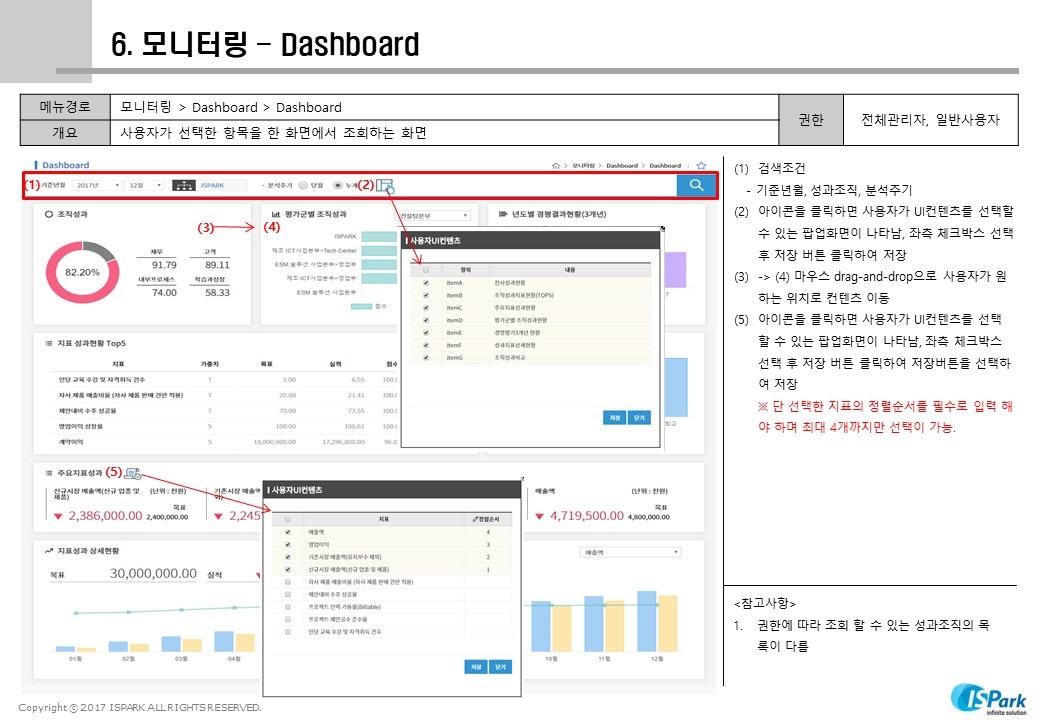 6. 모니터링 – Dashboard
메뉴경로
모니터링 > Dashboard > Dashboard
개요
사용자가 선택한 항목을 한 화면에서 조회하는 화면
권한
전체관리자, 일반사용자
Dashboard
모니터링 > Dashboard > Dashboard
(1) 기준년월 2017년 12월 ISPARK 분석주기 당월 누계 (2)
조직성과
82.20%
재무 고객
91.79 89.11
내부프로세스 학습과성장
74.00 58.33
(3)
(4)
평가군별 조직성과
컨설팅본부
ISPARK
제조 ICT사업본부>Tech Center
ESM 솔루션 사업본부>영업부
제조 ICT사업본부>영업부
ESM 솔루션 사업본부
점수
년도별 경평결과현황(3개년)
사용자UI컨텐츠
항목 내용
itemA 전사성과현황
itemB 조직성과지표현황(TOP5)
itemC 주요지표성과현황
itemD 평가군별 조직성과현황
itemE 경영평가3개년 현황
itemF 성과지표상세현황
itemG 조직성과비교
저장 닫기
지표 성과현황 Top5
지표 가중치 목표 실적 점수
인당 교육 수강 및 자격취득 건수 7 2.00 6.55 100.
자사 제품 매출비율 (자사 제품 판매 건만 적용) 7 20.00 21.41 100.
제안대비 수주 성공율 7 70.00 72.55 100.
영업이익 성장률 5 100.00 100.61 100.
계약이익 5 18,000,000.00 17,296,800.00 96.
주요지표성과 (5)
신규시장 매출액(신규 업종 및 제품) (단위 : 천원)
목표
2,386,000.00 2,400,000.00
기존시장 매출액
2,245
매출액 (단위 : 천원)
목표
4,719,500.00 4,800,000.00
사용자UI컨텐츠
지표 정렬순서
매출액 4
영업이익 3
기존시장 매출액(유지보수 제외) 2
신규시장 매출액(신규 업종 및 제품) 1
자사 제품 매출비율 (자사 제품 판매 건만 적용)
제안대비 수주 성공율
프로젝트 인력 가동률(Billable)
프로젝트 제안공수 준수율
인당 교육 수강 및 자격취득 건수
저장 닫기
지표성과 상세현황
매출액
목표 30,000,000.00 실적
01월 02월 03월 04월 10월 11월 12월
(1) 검색조건
- 기준년월, 성과조직, 분석주기
(2) 아이콘을 클릭하면 사용자가 UI컨텐츠를 선택할
수 있는 팝업화면이 나타남, 좌측 체크박스 선택
후 저장 버튼 클릭하여 저장
(3) -> (4) 마우스 drag-and-drop으로 사용자가 원
하는 위치로 컨텐츠 이동
(5) 아이콘을 클릭하면 사용자가 UI컨텐츠를 선택
할 수 있는 팝업화면이 나타남, 좌측 체크박스
선택 후 저장 버튼 클릭하여 저장버튼을 선택하
여 저장
※ 단 선택한 지표의 정렬순서를 필수로 입력 해
야 하며 최대 4개까지만 선택이 가능.
<참고사항>
1. 권한에 따라 조회 할 수 있는 성과조직의 목
록이 다름
Copyright ⓒ 2017 ISPARK ALL RIGHTS RESERVED.
ISPark
infinite solution